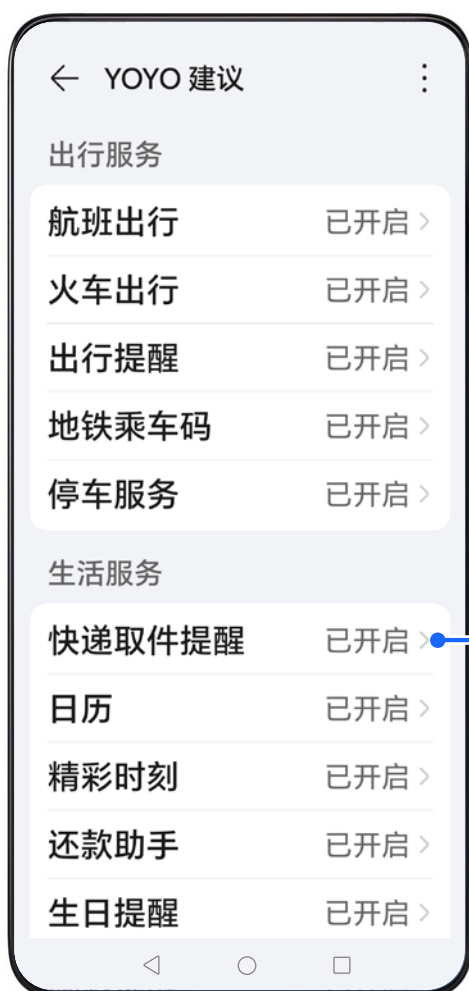 YOYO 建议
出行服务
航班出行 已开启
火车出行 已开启
出行提醒 已开启
地铁乘车码 已开启
停车服务 已开启
生活服务
快递取件提醒 已开启
日历 已开启
精彩时刻 已开启
还款助手 已开启
生日提醒 已开启